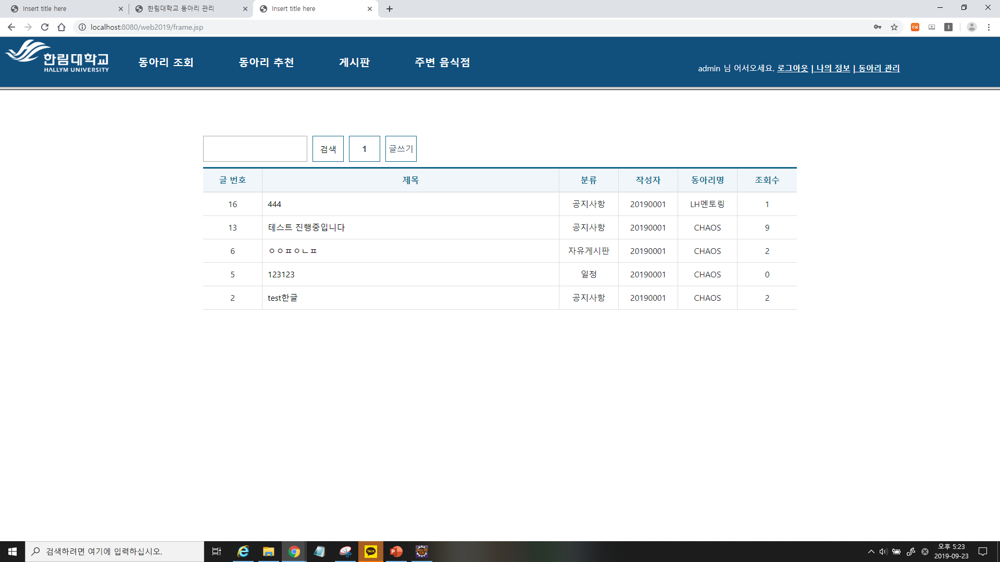 Insert title here
한림대학교 동아리 관리
Insert title here
localhost:8080/web2019/frame.jsp
한림대학교
HALLYM UNIVERSITY
동아리 조회 동아리 추천 게시판 주변 음식점
admin 님 어서오세요. 로그아웃 | 나의 정보 | 동아리 관리
검색 1 글쓰기
글 번호 제목 분류 작성자 동아리명 조회수
16 444 공지사항 20190001 LH멘토링 1
13 테스트 진행중입니다 공지사항 20190001 CHAOS 9
6 ㅇㅇㅍㅇㄴㅍ 자유게시판 20190001 CHAOS 2
5 123123 일정 20190001 CHAOS 0
2 test한글 공지사항 20190001 CHAOS 2
검색하려면 여기에 입력하십시오.
TALK
오후 5:23
2019-09-23